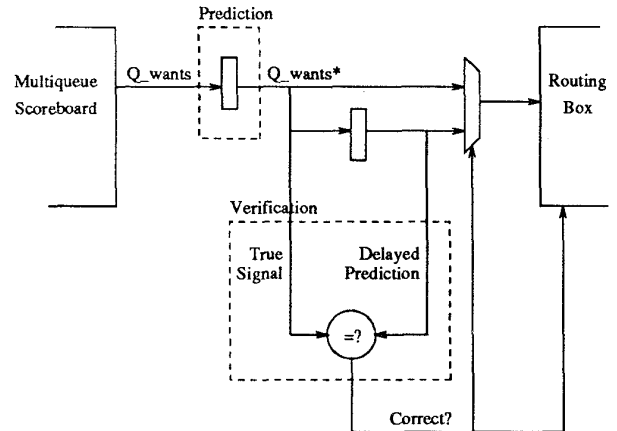 Prediction
Multiqueue
Scoreboard
Q_wants
Q_wants*
Routing
Box
Verification
True
Signal
Delayed
Prediction
=?
Correct?